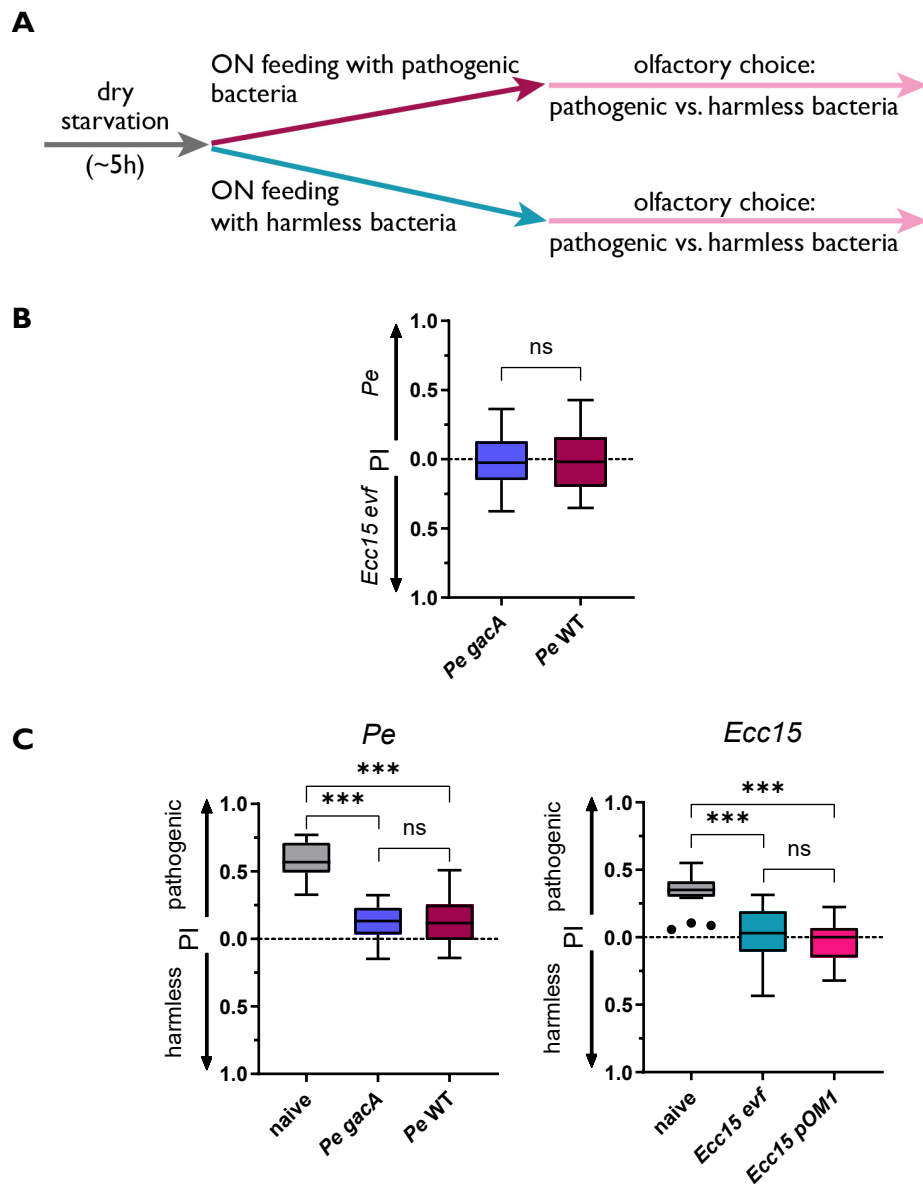 A
dry
starvation
(~5h)
ON feeding with pathogenic
bacteria
olfactory choice:
pathogenic vs. harmless bacteria
ON feeding
with harmless bacteria
olfactory choice:
pathogenic vs. harmless bacteria
B
Pe
PI
Ecc15 evf
1.0
0.5
0.0
0.5
1.0
ns
Pe gacA
Pe WT
C
Pe
pathogenic
PI
harmless
1.0
0.5
0.0
0.5
1.0
***
***
ns
naive
Pe gacA
Pe WT
Ecc15
pathogenic
PI
harmless
1.0
0.5
0.0
0.5
1.0
***
***
ns
naive
Ecc15 evf
Ecc15 pOM1